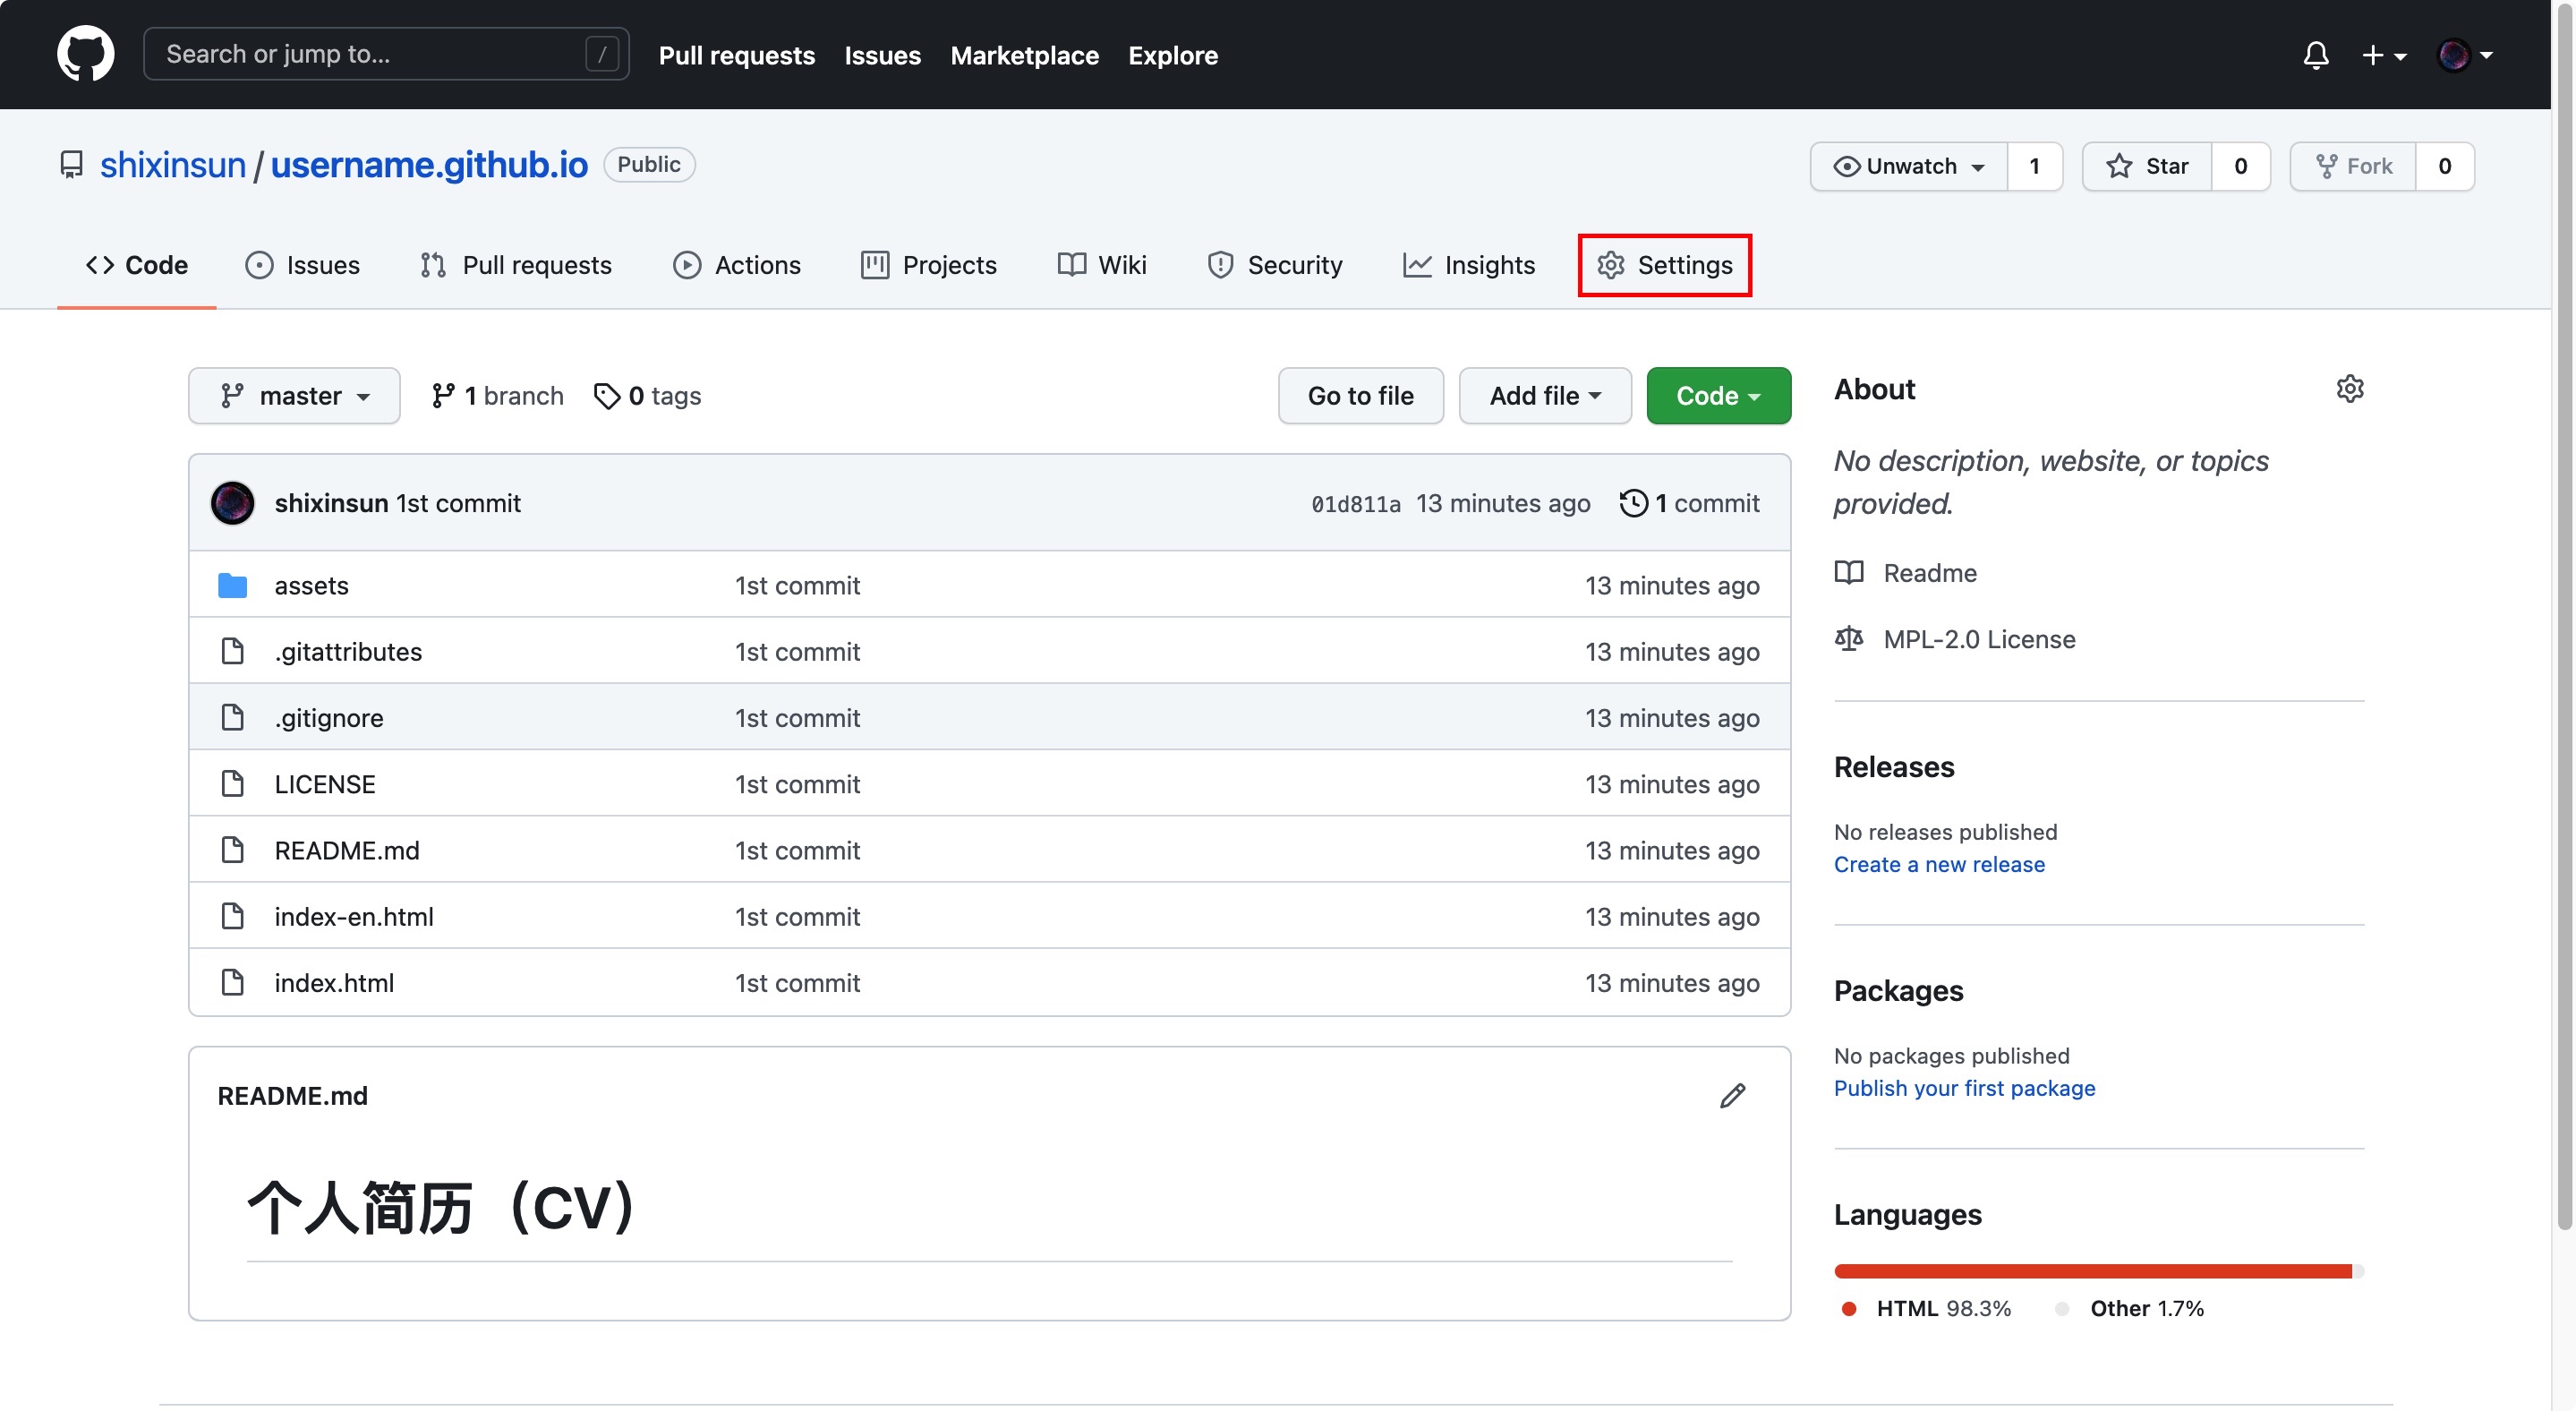 Search or jump to... / Pull requests Issues Marketplace Explore
shixinsun / username.github.io Public Unwatch 1 Star 0 Fork 0
Code Issues Pull requests Actions Projects Wiki Security Insights Settings
master 1 branch 0 tags Go to file Add file Code
shixinsun 1st commit 01d811a 13 minutes ago 1 commit
assets 1st commit 13 minutes ago
.gitattributes 1st commit 13 minutes ago
.gitignore 1st commit 13 minutes ago
LICENSE 1st commit 13 minutes ago
README.md 1st commit 13 minutes ago
index-en.html 1st commit 13 minutes ago
index.html 1st commit 13 minutes ago
README.md
个人简历（CV）
About
No description, website, or topics
provided.
Readme
MPL-2.0 License
Releases
No releases published
Create a new release
Packages
No packages published
Publish your first package
Languages
HTML 98.3% Other 1.7%